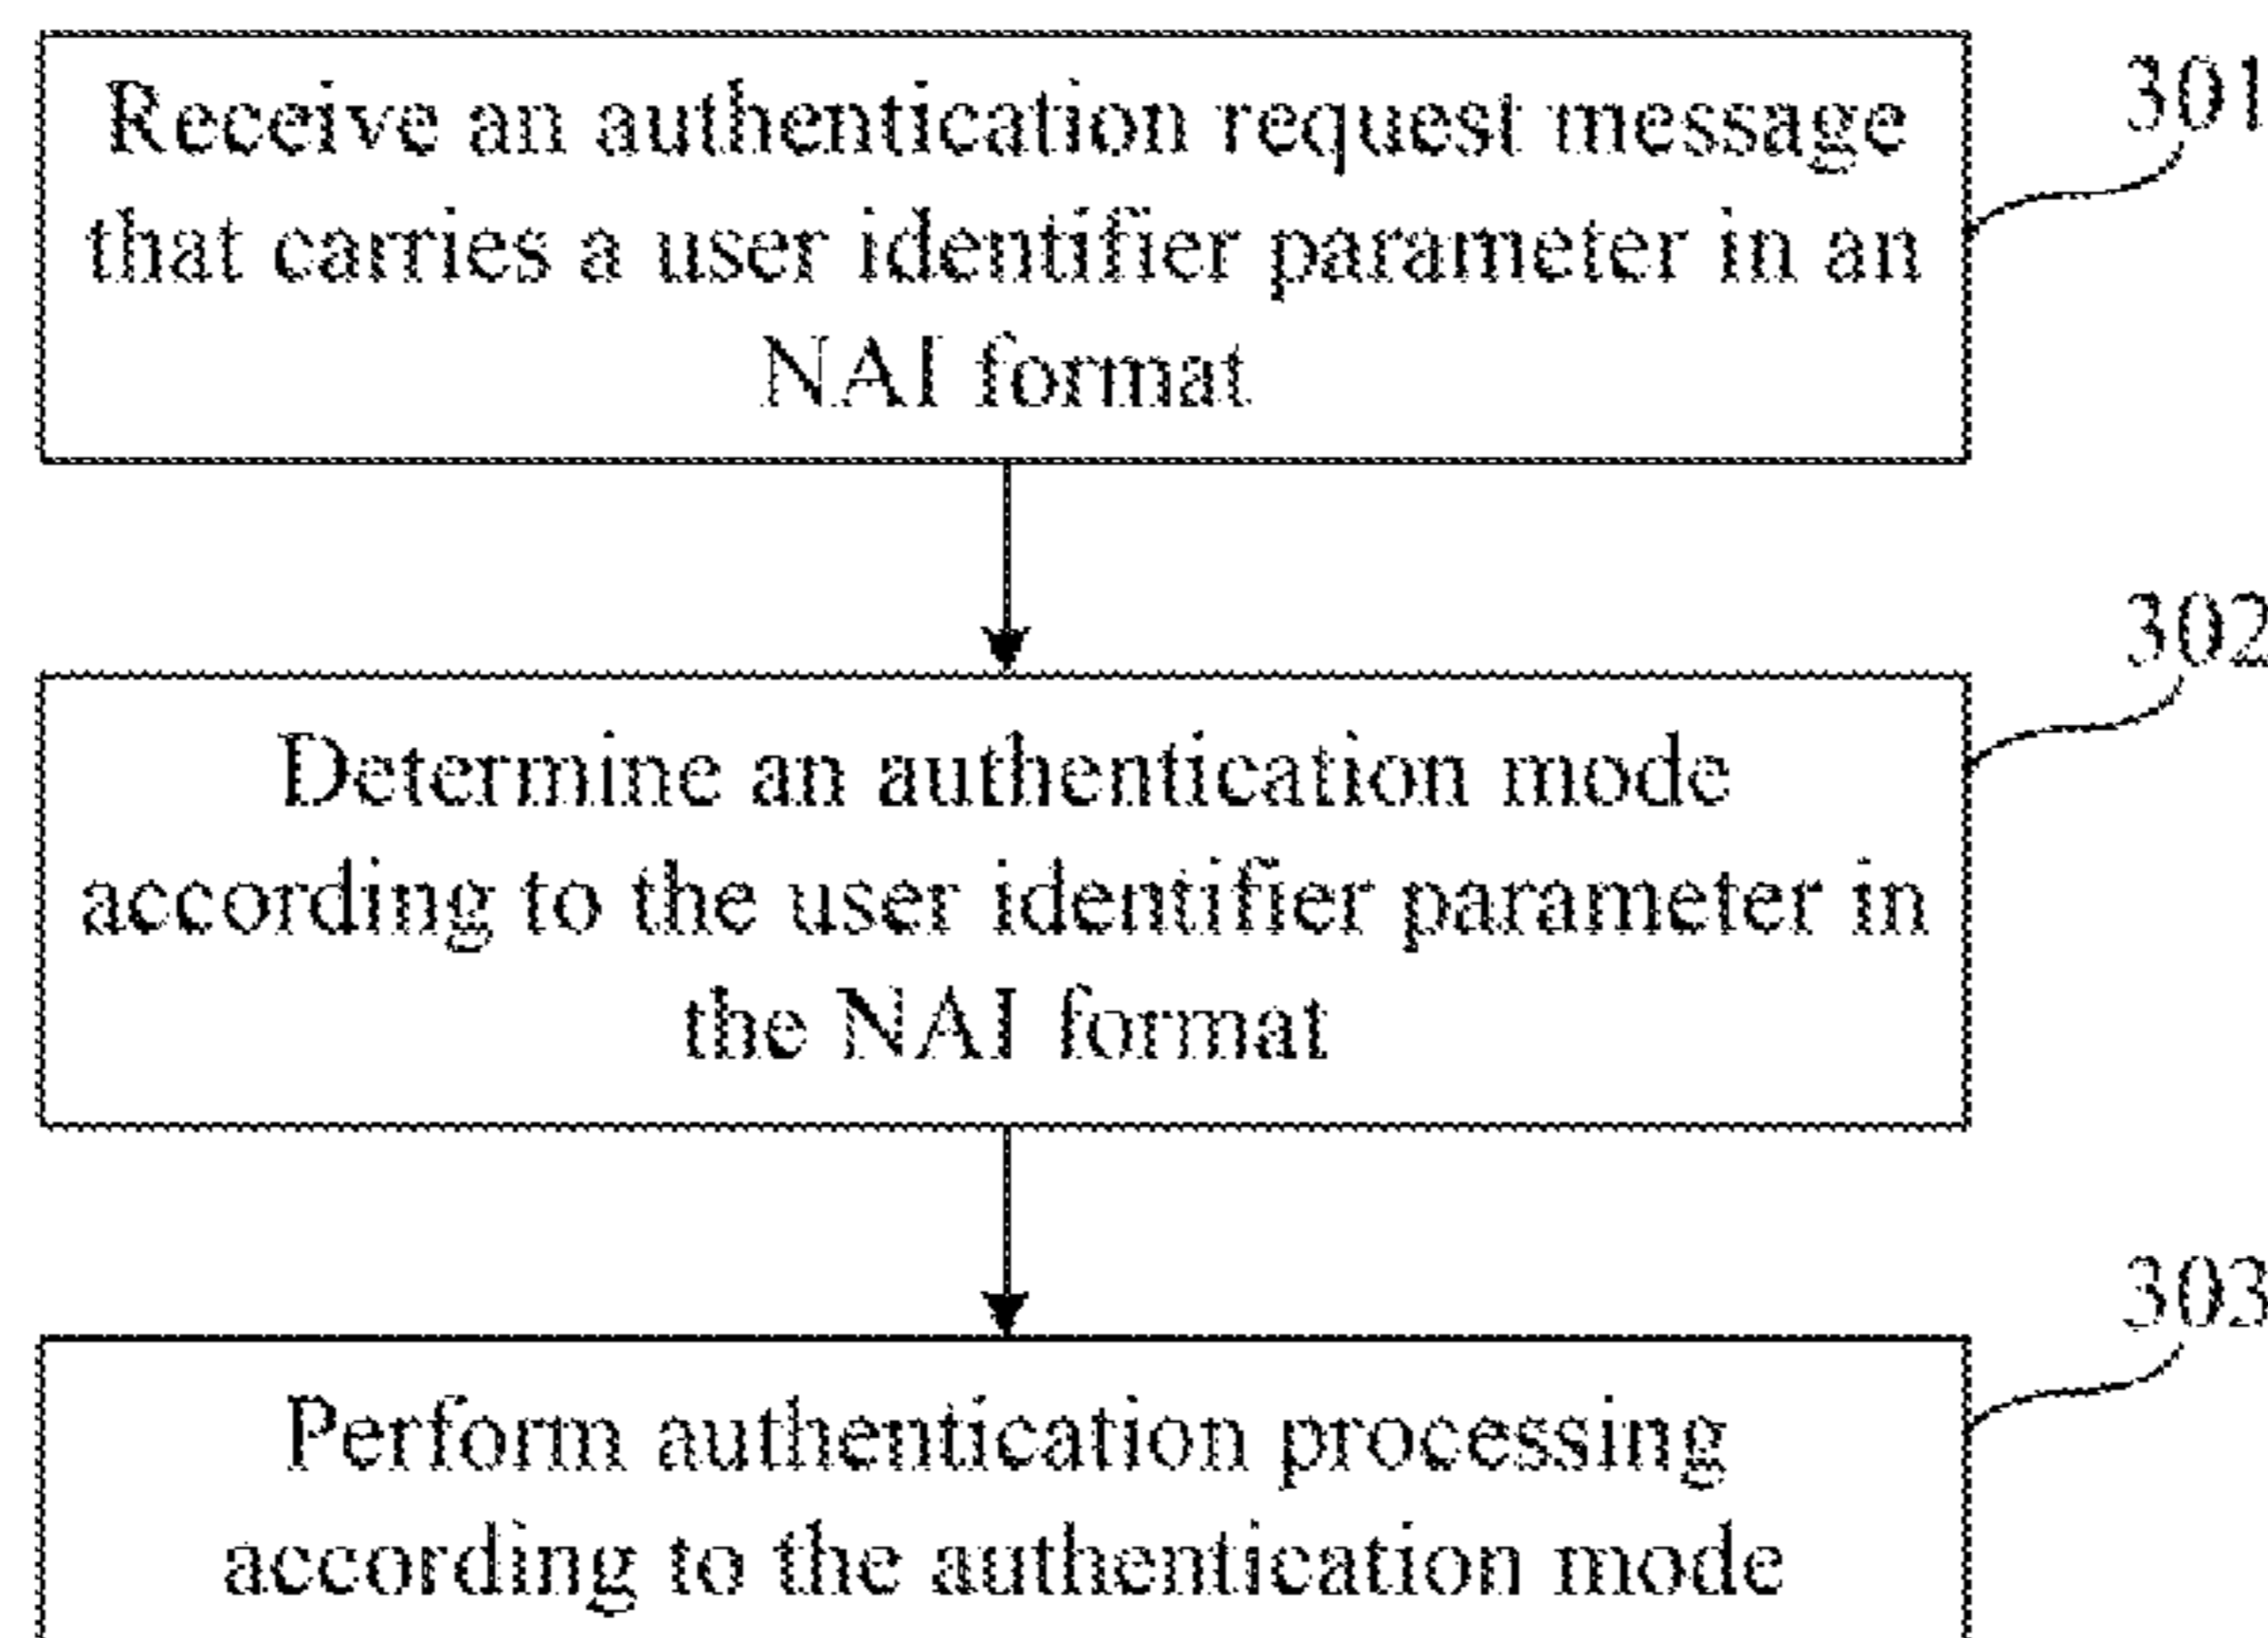 Receive an authentication request message
301
that carries a user identifier parameter in an
NAI format
302
Determine an authentication mode
according to the user identifier parameter in
the NAI format
303
Perform authentication processing
according to the authentication mode